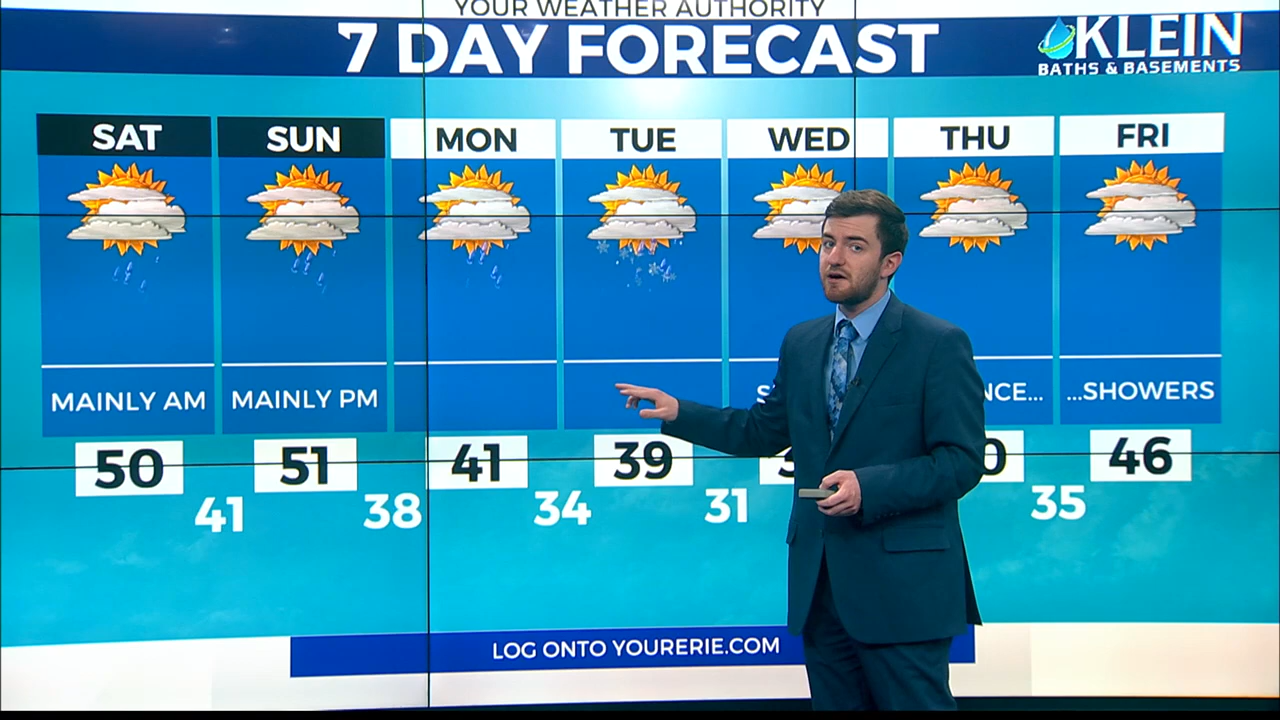 YOUR WEATHER AUTHORITY
7 DAY FORECAST
KLEIN
BATHS & BASEMENTS
SAT SUN MON TUE WED THU FRI
MAINLY AM MAINLY PM ...SHOWERS
50 51 41 39 46
41 38 34 31 35
LOG ONTO YOURERIE.COM